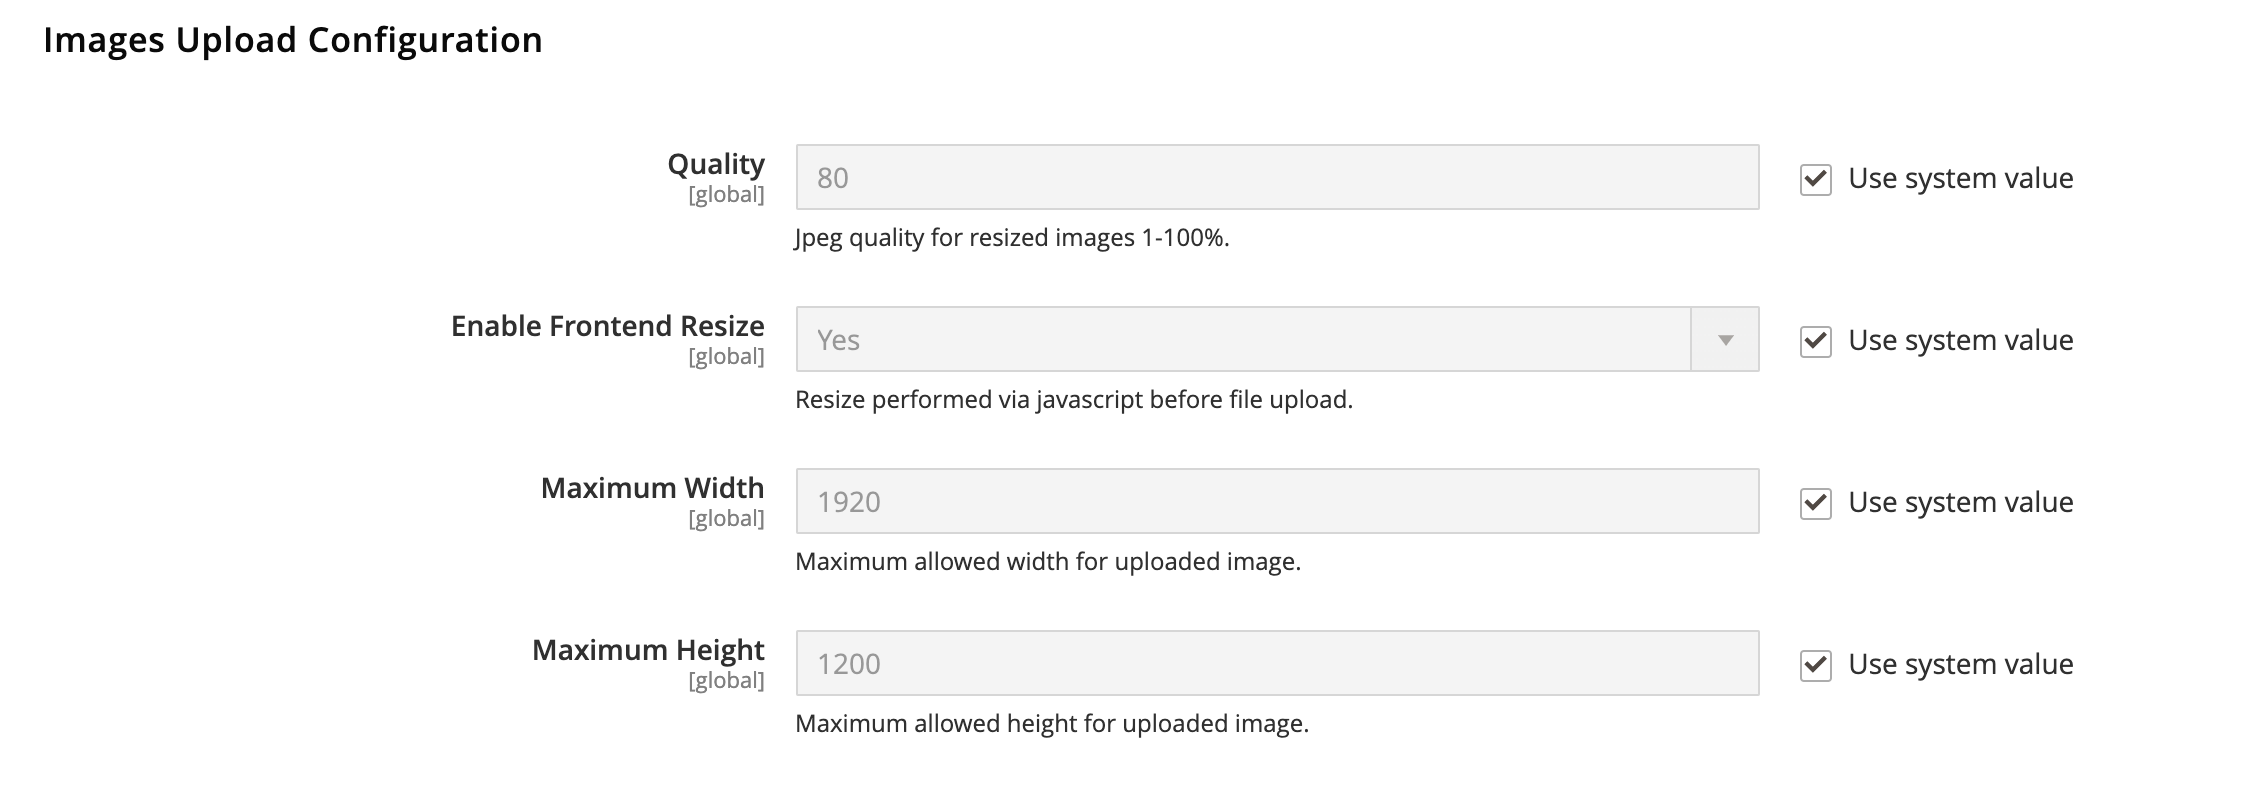 Images Upload Configuration
Quality
[global]
80
Use system value
Jpeg quality for resized images 1-100%.
Enable Frontend Resize
[global]
Yes
Use system value
Resize performed via javascript before file upload.
Maximum Width
[global]
1920
Use system value
Maximum allowed width for uploaded image.
Maximum Height
[global]
1200
Use system value
Maximum allowed height for uploaded image.